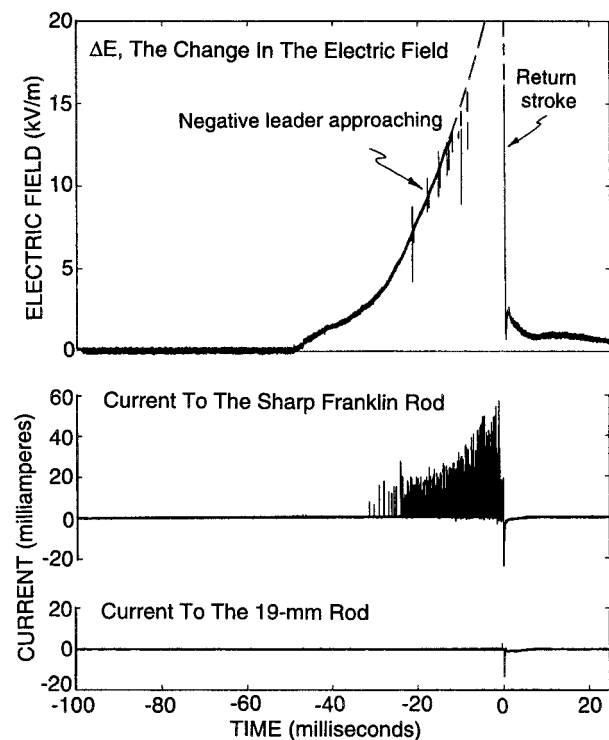 ΔE, The Change In The Electric Field
Return
stroke
Negative leader approaching
ELECTRIC FIELD (kV/m)
20
15
10
5
0
Current To The Sharp Franklin Rod
60
40
20
0
-20
Current To The 19-mm Rod
20
0
-20
CURRENT (milliamperes)
-100
-80
-60
-40
-20
0
20
TIME (milliseconds)